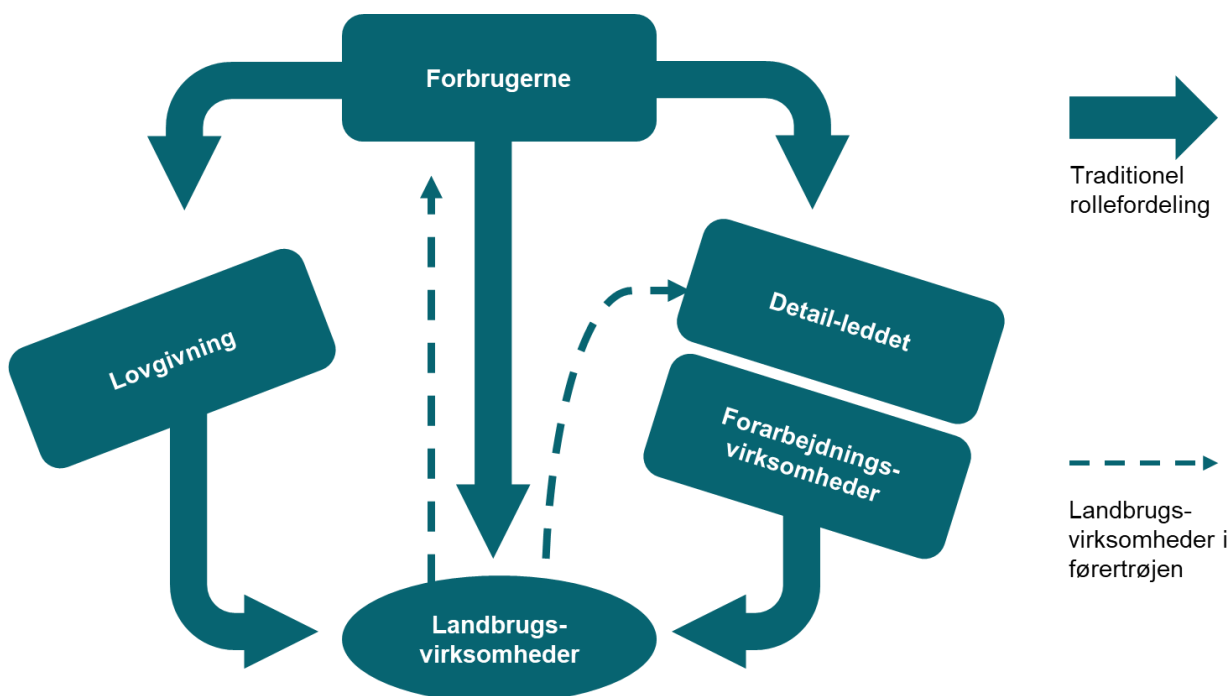 Forbrugerne
Traditionel
rollefordeling
Lovgivning
Detail-leddet
Forarbejdnings-
virksomheder
Landbrugs-
virksomheder i
førertrøjen
Landbrugs-
virksomheder